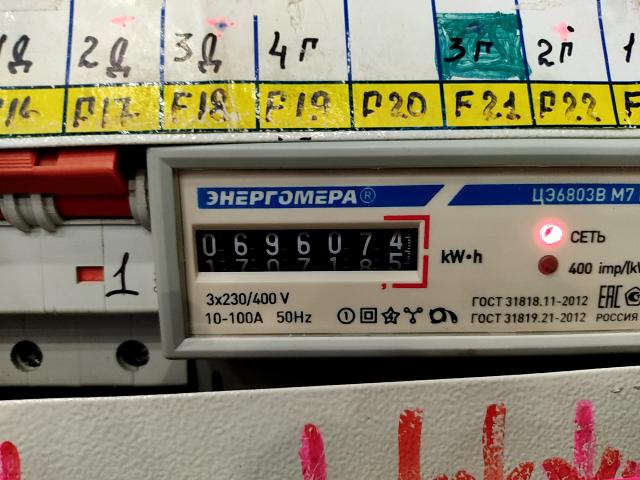 2Д 3Д 4Г 3Г 2Г
F17 F18 F19 F20 F21 F22
ЭНЕРГОМЕРА®
ЦЭ6803В М7
0696074
СЕТЬ
kW•h
400 imp/(k
3x230/400 V
10-100A 50Hz
ГОСТ 31818.11-2012
ГОСТ 31819.21-2012
РОССИЯ
EAC
1